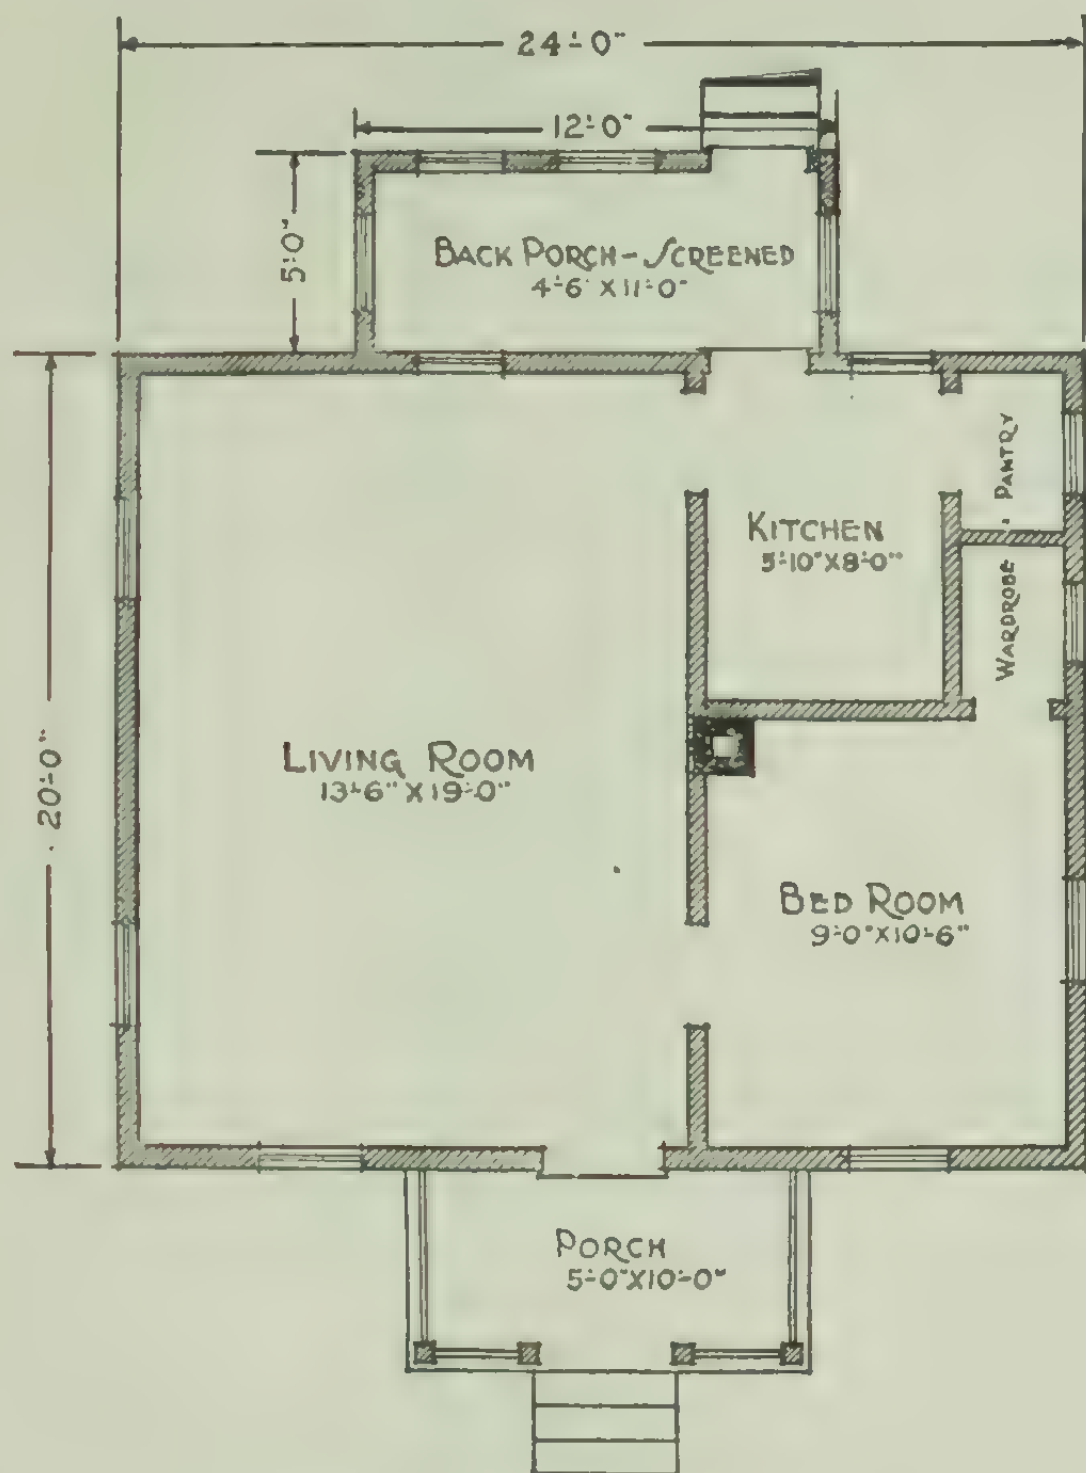 24'-0"
12'-0"
5'-0"
BACK PORCH - SCREENED
4'-6" X 11'-0"
PANTRY
KITCHEN
5'-10" X 8'-0"
WARDROBE
LIVING ROOM
13'-6" X 19'-0"
20'-0"
BED ROOM
9'-0" X 10'-6"
PORCH
5'-0" X 10'-0"